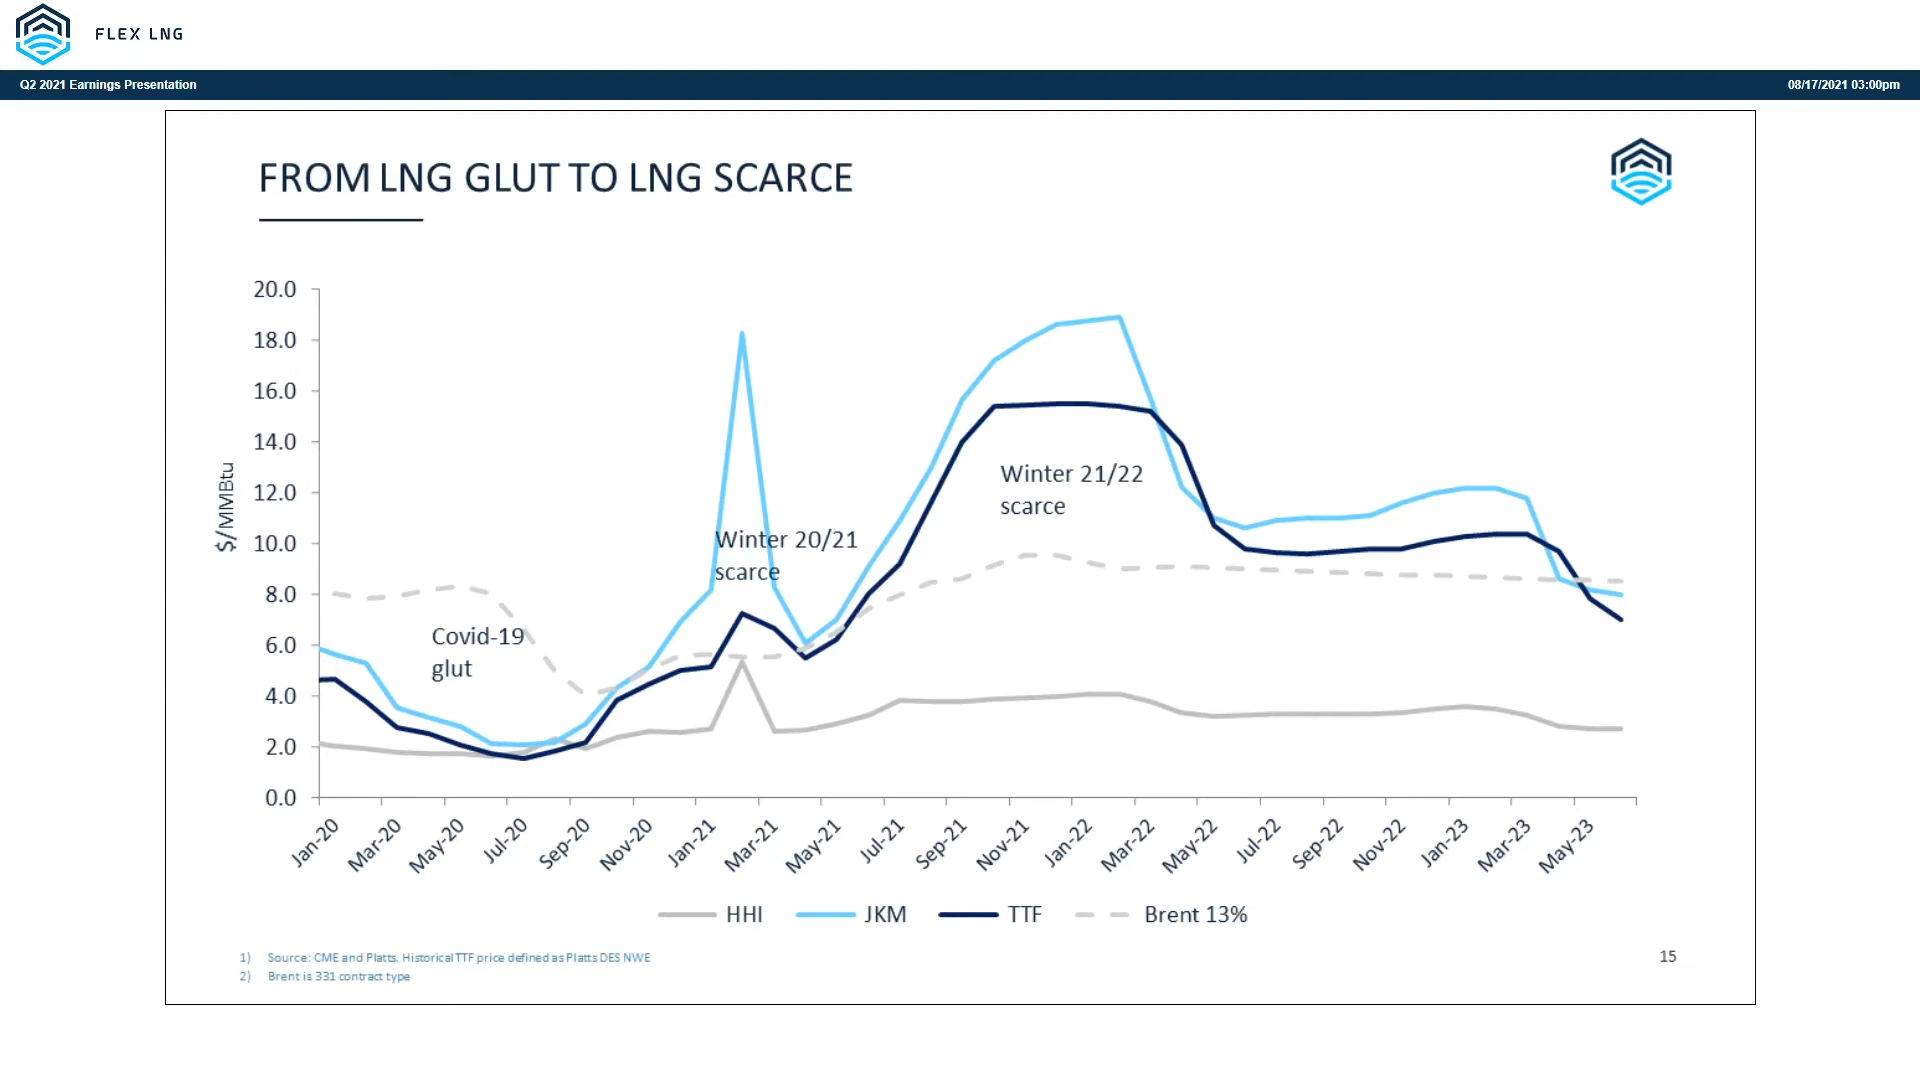 FLEX LNG
Q2 2021 Earnings Presentation
08/17/2021 03:00pm
FROM LNG GLUT TO LNG SCARCE
20.0
18.0
16.0
14.0
12.0
10.0
8.0
6.0
4.0
2.0
0.0
$/MMBtu
Winter 21/22
scarce
Winter 20/21
scarce
Covid-19
glut
Jan-20
Mar-20
May-20
Jul-20
Sep-20
Nov-20
Jan-21
Mar-21
May-21
Jul-21
Sep-21
Nov-21
Jan-22
Mar-22
May-22
Jul-22
Sep-22
Nov-22
Jan-23
Mar-23
May-23
HHI
JKM
TTF
Brent 13%
1) Source: CME and Platts. Historical TTF price defined as Platts DES NWE
2) Brent is 331 contract type
15